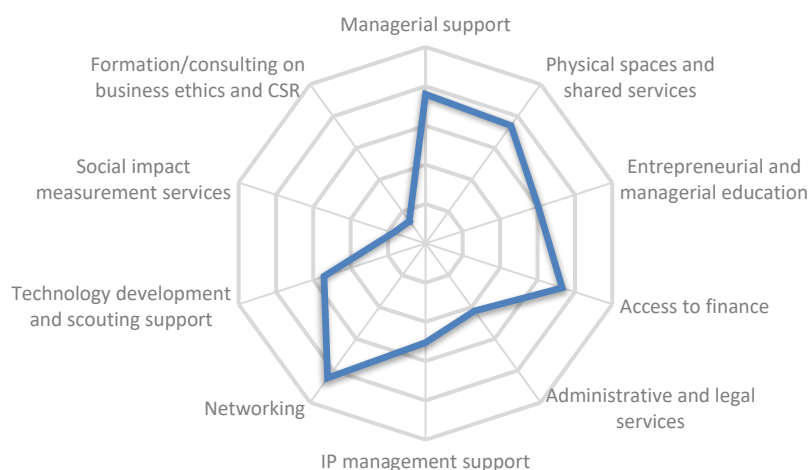 Managerial support
Physical spaces and
shared services
Entrepreneurial and
managerial education
Access to finance
Administrative and legal
services
IP management support
Networking
Technology development
and scouting support
Social impact
measurement services
Formation/consulting on
business ethics and CSR